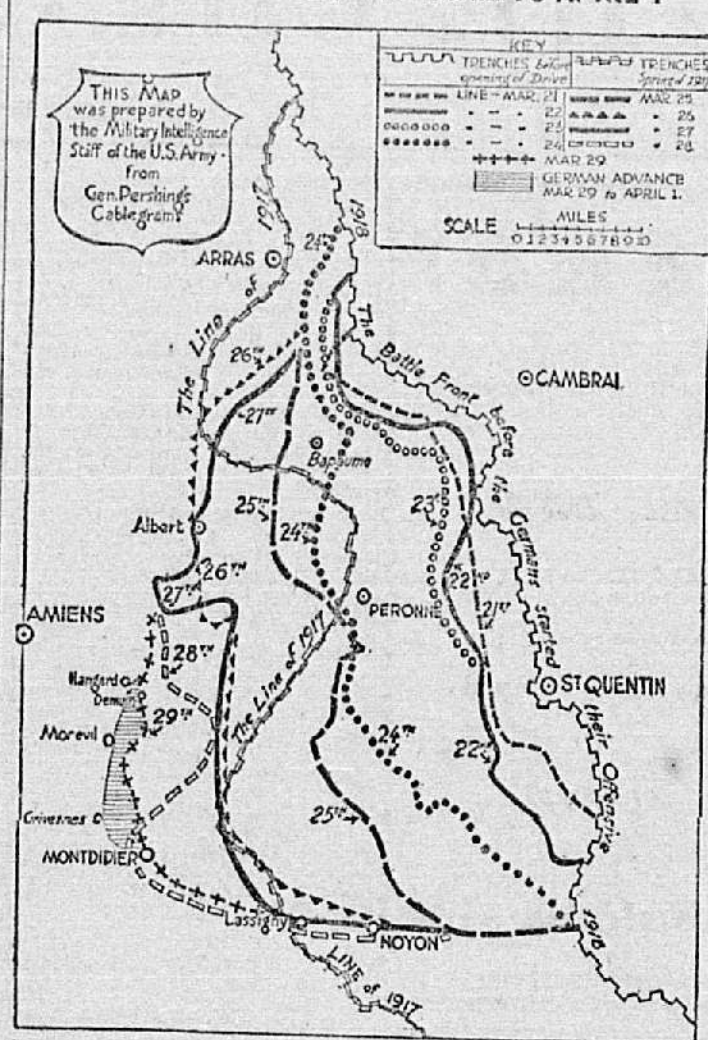 THIS MAP
was prepared by
the Military Intelligence
Staff of the U.S. Army
from
Gen. Pershing's
Cablegrams
KEY
TRENCHES before
opening of Drive
TRENCHES
Spring of
LINE - MAR. 21
" - " 22
" - " 23
" - " 24
MAR 25
" 26
" 27
" 28
MAR 29
GERMAN ADVANCE
MAR 29 to APRIL 1.
SCALE
MILES
0 1 2 3 4 5 6 7 8 9 10
1918
24TH
ARRAS
The Line of 1916
26TH
The Battle Front before the Germans started their Offensive 1918
CAMBRAI
27TH
Bapaume
25TH
24TH
23RD
Albert
26TH
22ND
27TH
PERONNE
21ST
AMIENS
28TH
The Line of 1917
Hangard
Demuin
ST QUENTIN
29TH
Morevil
24TH
22ND
Grivesnes
25TH
MONTDIDIER
Lassigny
NOYON
LINE of 1917